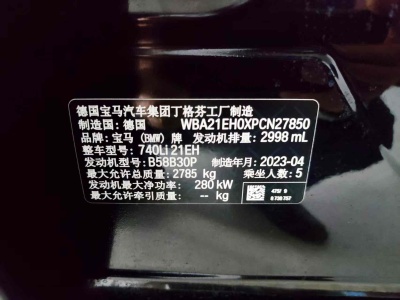 德国宝马汽车集团丁格芬工厂制造
制造国：德国 WBA21EH0XPCN27850
品牌：宝马（BMW）牌 发动机排量：2998 mL
整车型号：740Li 21EH
发动机型号：B58B30P 制造年月：2023-04
最大允许总质量：2785 kg 乘坐人数：5
发动机最大净功率：280 kW
最大允许牵引质量：-- kg